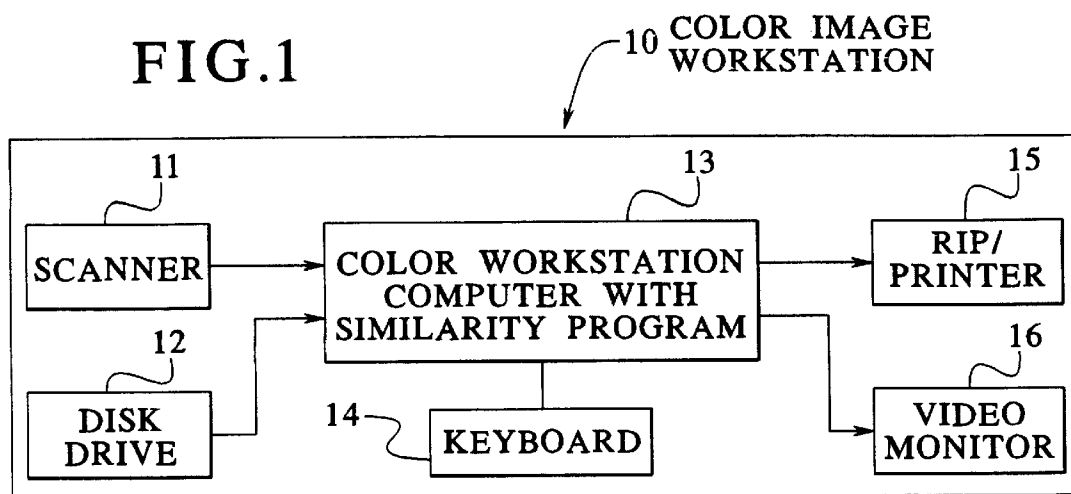 FIG.1
10 COLOR IMAGE
WORKSTATION
11
13
15
SCANNER
COLOR WORKSTATION
COMPUTER WITH
SIMILARITY PROGRAM
RIP/
PRINTER
12
14
16
DISK
DRIVE
KEYBOARD
VIDEO
MONITOR